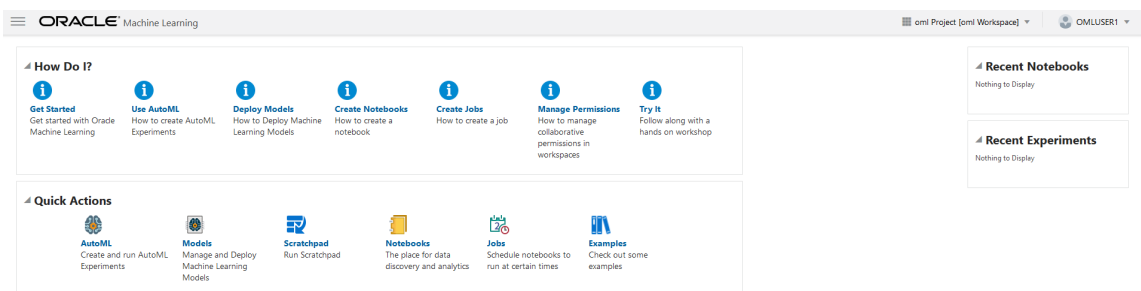 ORACLE® Machine Learning
oml Project [oml Workspace]
OMLUSER1
How Do I?
Get Started
Get started with Oracle
Machine Learning
Use AutoML
How to create AutoML
Experiments
Deploy Models
How to Deploy Machine
Learning Models
Create Notebooks
How to create a
notebook
Create Jobs
How to create a job
Manage Permissions
How to manage
collaborative
permissions in
workspaces
Try It
Follow along with a
hands on workshop
Recent Notebooks
Nothing to Display
Recent Experiments
Nothing to Display
Quick Actions
AutoML
Create and run AutoML
Experiments
Models
Manage and Deploy
Machine Learning
Models
Scratchpad
Run Scratchpad
Notebooks
The place for data
discovery and analytics
Jobs
Schedule notebooks to
run at certain times
Examples
Check out some
examples